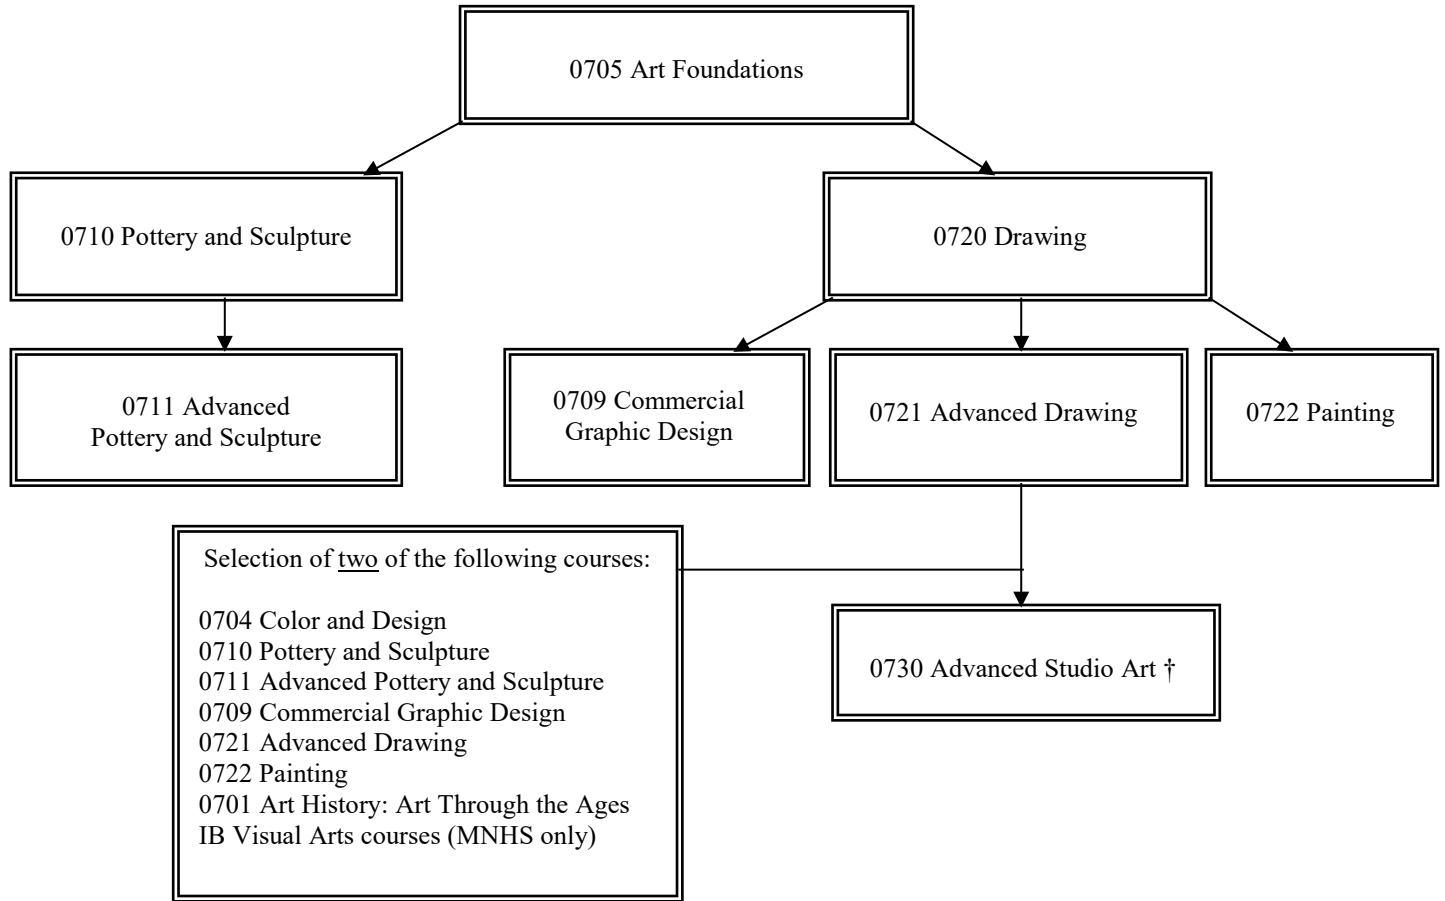 0705 Art Foundations
0710 Pottery and Sculpture
0720 Drawing
0711 Advanced
Pottery and Sculpture
0709 Commercial
Graphic Design
0721 Advanced Drawing
0722 Painting
Selection of two of the following courses:
0704 Color and Design
0710 Pottery and Sculpture
0711 Advanced Pottery and Sculpture
0709 Commercial Graphic Design
0721 Advanced Drawing
0722 Painting
0701 Art History: Art Through the Ages
IB Visual Arts courses (MNHS only)
0730 Advanced Studio Art †